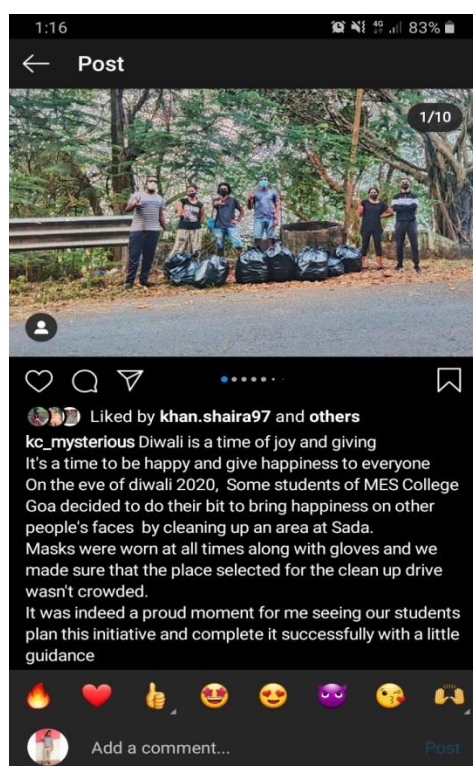 1:16 4G 83%
Post
1/10
Liked by khan.shaira97 and others
kc_mysterious Diwali is a time of joy and giving
It's a time to be happy and give happiness to everyone
On the eve of diwali 2020, Some students of MES College
Goa decided to do their bit to bring happiness on other
people's faces by cleaning up an area at Sada.
Masks were worn at all times along with gloves and we
made sure that the place selected for the clean up drive
wasn't crowded.
It was indeed a proud moment for me seeing our students
plan this initiative and complete it successfully with a little
guidance
Add a comment... Post